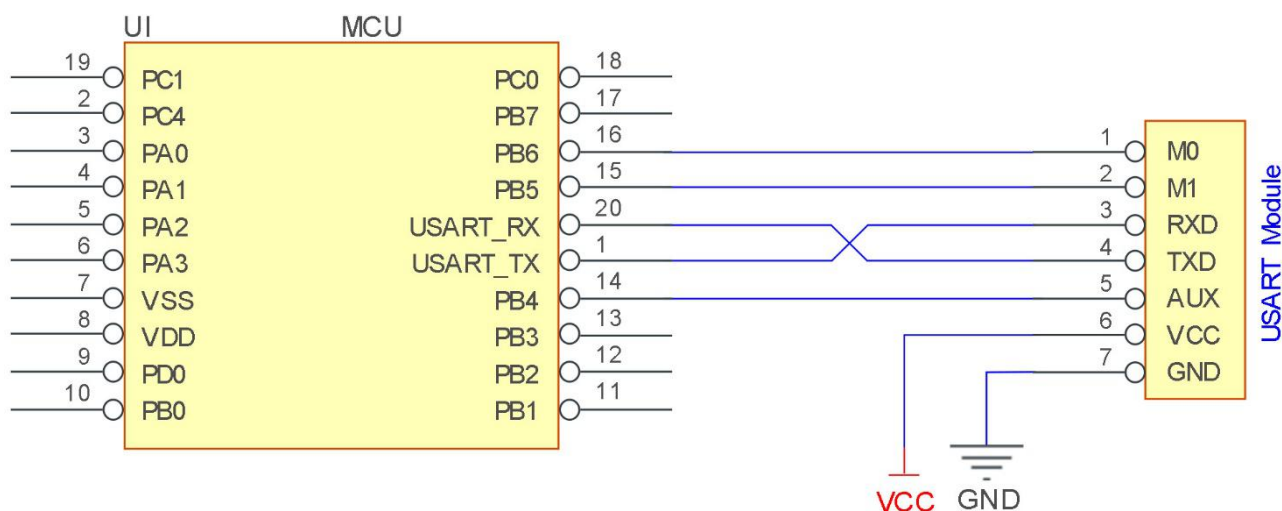 UI MCU
19 PC1 PC0 18
2 PC4 PB7 17
3 PA0 PB6 16 1 M0
4 PA1 PB5 15 2 M1
5 PA2 USART_RX 20 3 RXD
6 PA3 USART_TX 1 4 TXD
7 VSS PB4 14 5 AUX
8 VDD PB3 13 6 VCC
9 PD0 PB2 12 7 GND
10 PB0 PB1 11
USART Module
VCC GND